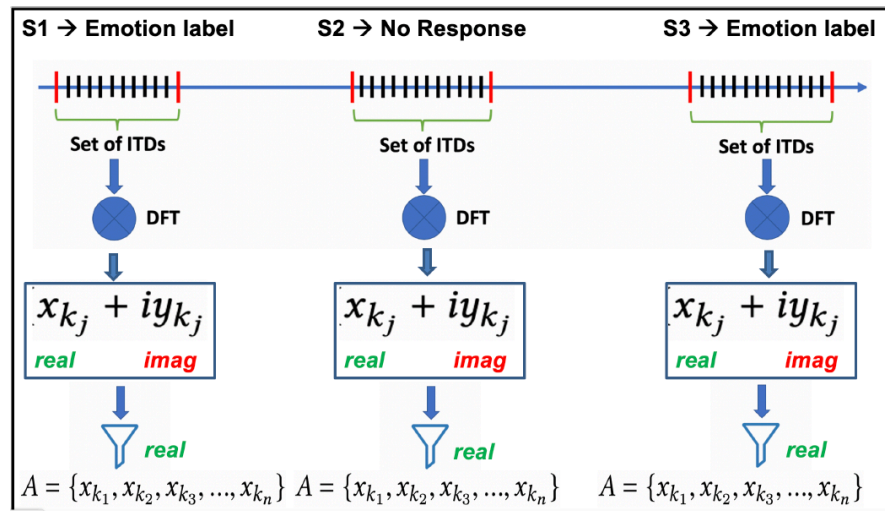 S1 → Emotion label
S2 → No Response
S3 → Emotion label
Set of ITDs
Set of ITDs
Set of ITDs
DFT
DFT
DFT
x_{k_j} + iy_{k_j}
x_{k_j} + iy_{k_j}
x_{k_j} + iy_{k_j}
real imag
real imag
real imag
real
real
real
A = {x_{k_1}, x_{k_2}, x_{k_3}, ..., x_{k_n}}
A = {x_{k_1}, x_{k_2}, x_{k_3}, ..., x_{k_n}}
A = {x_{k_1}, x_{k_2}, x_{k_3}, ..., x_{k_n}}